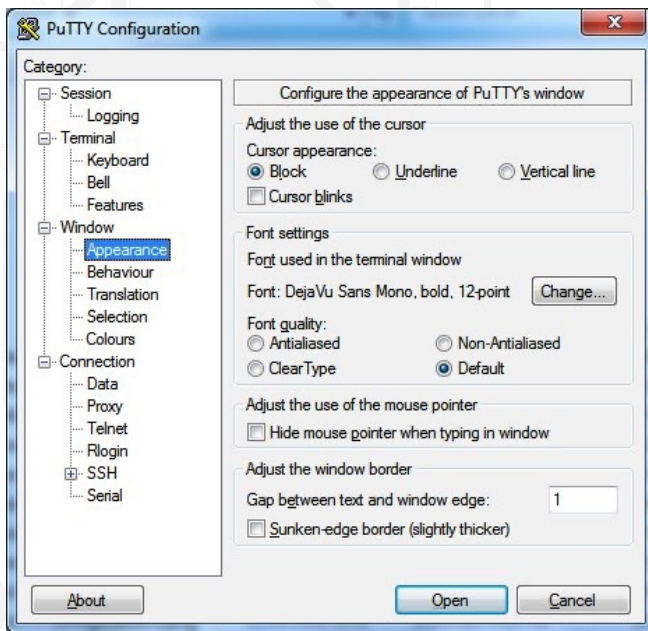 PuTTY Configuration
Category:
Session
Logging
Terminal
Keyboard
Bell
Features
Window
Appearance
Behaviour
Translation
Selection
Colours
Connection
Data
Proxy
Telnet
Rlogin
SSH
Serial
Configure the appearance of PuTTY's window
Adjust the use of the cursor
Cursor appearance:
Block Underline Vertical line
Cursor blinks
Font settings
Font used in the terminal window
Font: DejaVu Sans Mono, bold, 12-point Change...
Font quality:
Antialiased Non-Antialiased
ClearType Default
Adjust the use of the mouse pointer
Hide mouse pointer when typing in window
Adjust the window border
Gap between text and window edge: 1
Sunken-edge border (slightly thicker)
About Open Cancel